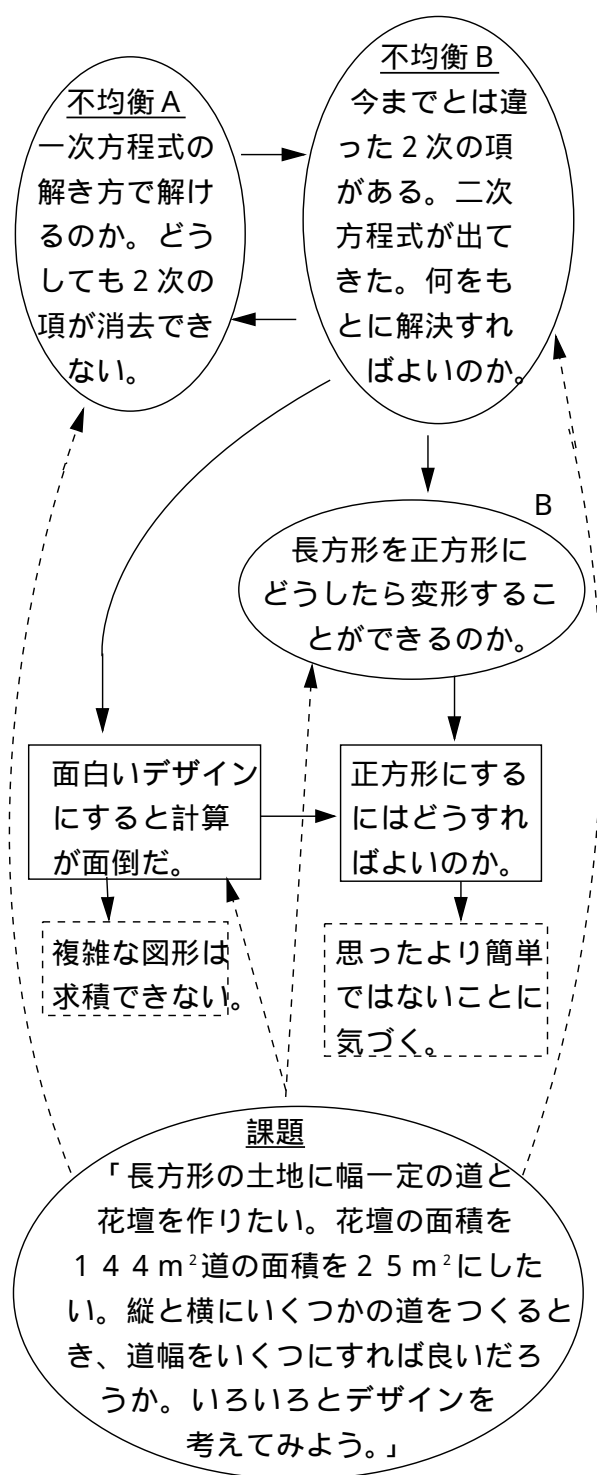 不均衡A
一次方程式の
解き方で解け
るのか。どう
しても2次の
項が消去でき
ない。
不均衡B
今までとは違
った2次の項
がある。二次
方程式が出て
きた。何をも
とに解決すれ
ばよいのか。
B
長方形を正方形に
どうしたら変形するこ
とができるのか。
面白いデザイン
にすると計算
が面倒だ。
正方形にする
にはどうすれ
ばよいのか。
複雑な図形は
求積できない。
思ったより簡単
ではないことに
気づく。
課題
「長方形の土地に幅一定の道と
花壇を作りたい。花壇の面積を
144m²道の面積を25m²にした
い。縦と横にいくつかの道をつくると
き、道幅をいくつにすれば良いだろ
うか。いろいろとデザインを
考えてみよう。」